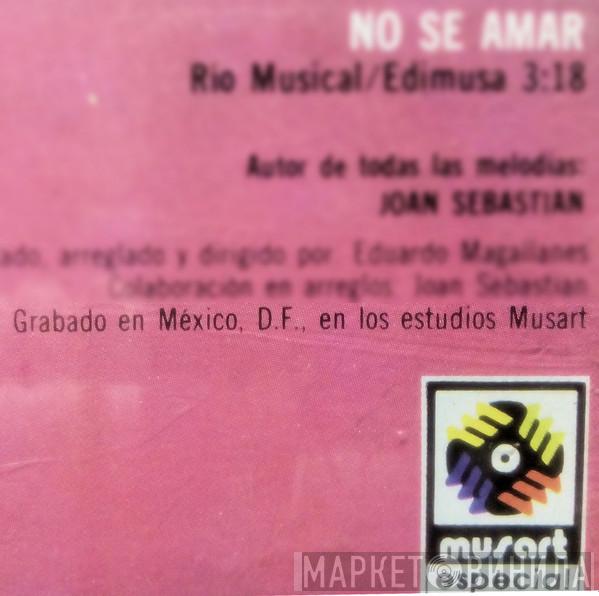 NO SE AMAR
Rio Musical/Edimusa 3:18
Autor de todas las melodias:
JOAN SEBASTIAN
arreglado y dirigido por: Eduardo Magallanes
Colaboración en arreglos: Joan Sebastian
Grabado en México, D.F., en los estudios Musart
musart
especial
МАРКЕТ ВИНИЛА